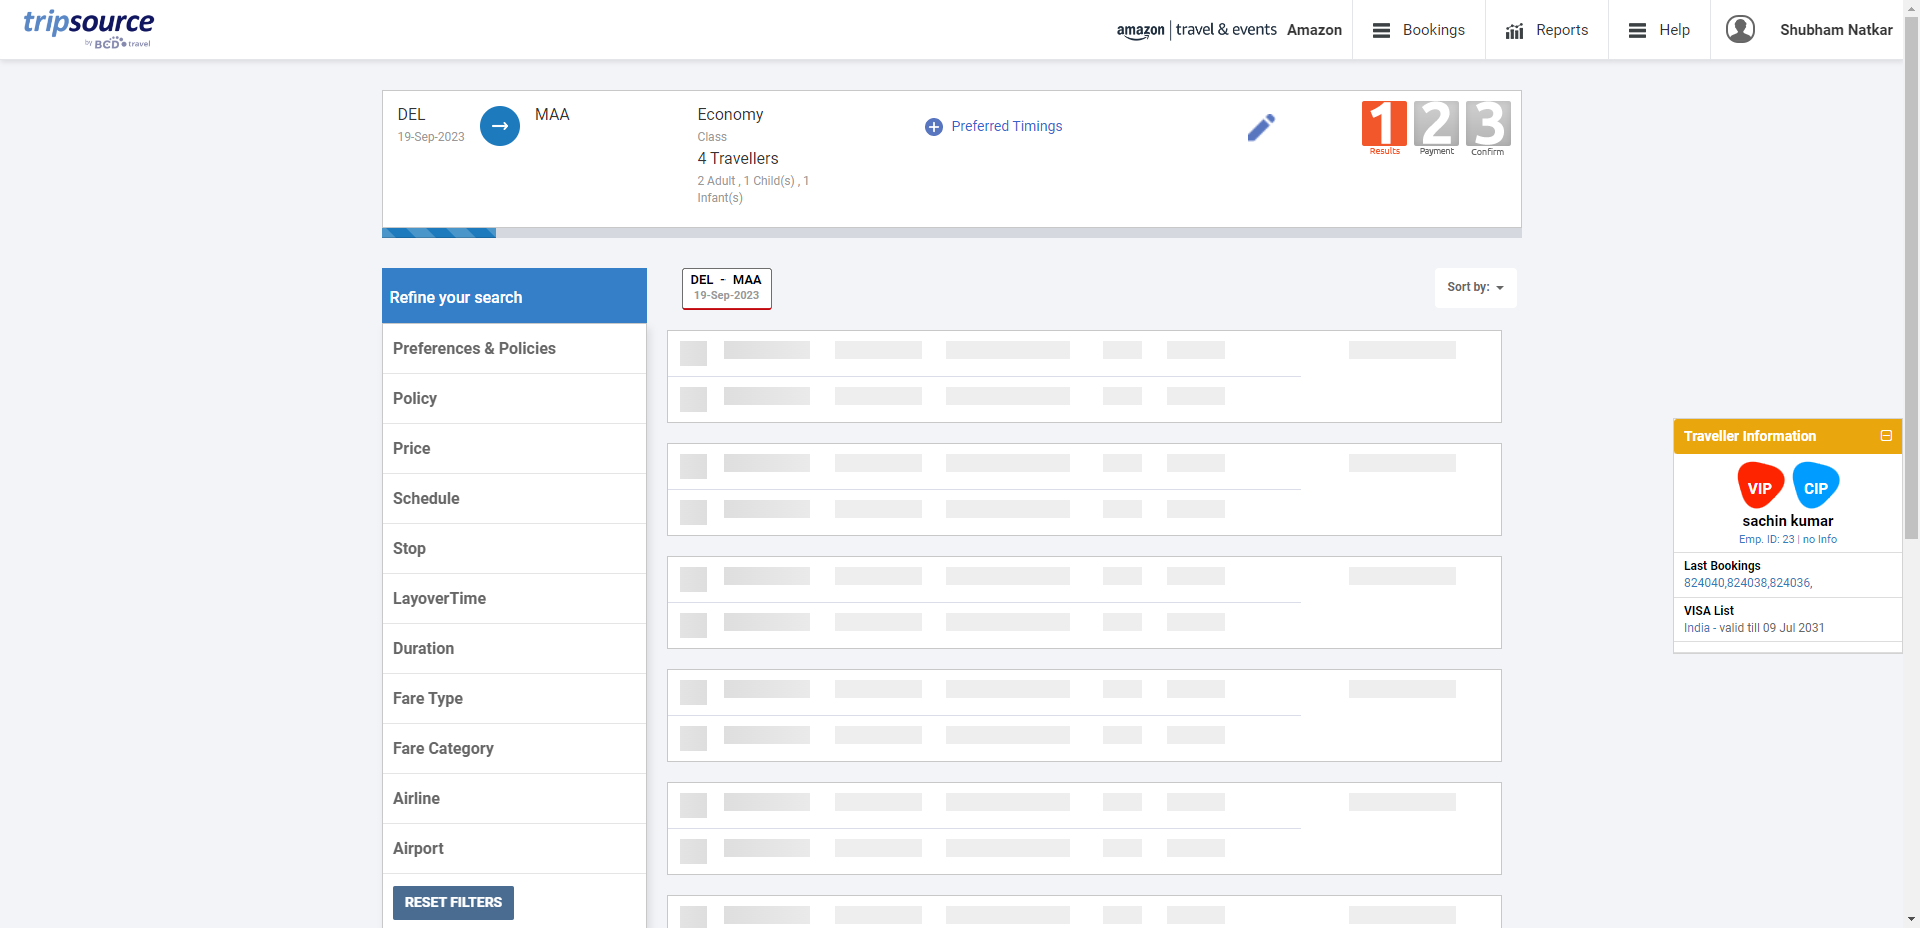 tripsource
by BCD travel
amazon | travel & events Amazon
Bookings
Reports
Help
Shubham Natkar
DEL
19-Sep-2023
MAA
Economy
Class
4 Travellers
2 Adult , 1 Child(s) , 1
Infant(s)
Preferred Timings
1 2 3
Results Payment Confirm
Refine your search
Preferences & Policies
Policy
Price
Schedule
Stop
LayoverTime
Duration
Fare Type
Fare Category
Airline
Airport
RESET FILTERS
DEL - MAA
19-Sep-2023
Sort by:
Traveller Information
VIP CIP
sachin kumar
Emp. ID: 23 | no Info
Last Bookings
824040,824038,824036,
VISA List
India - valid till 09 Jul 2031